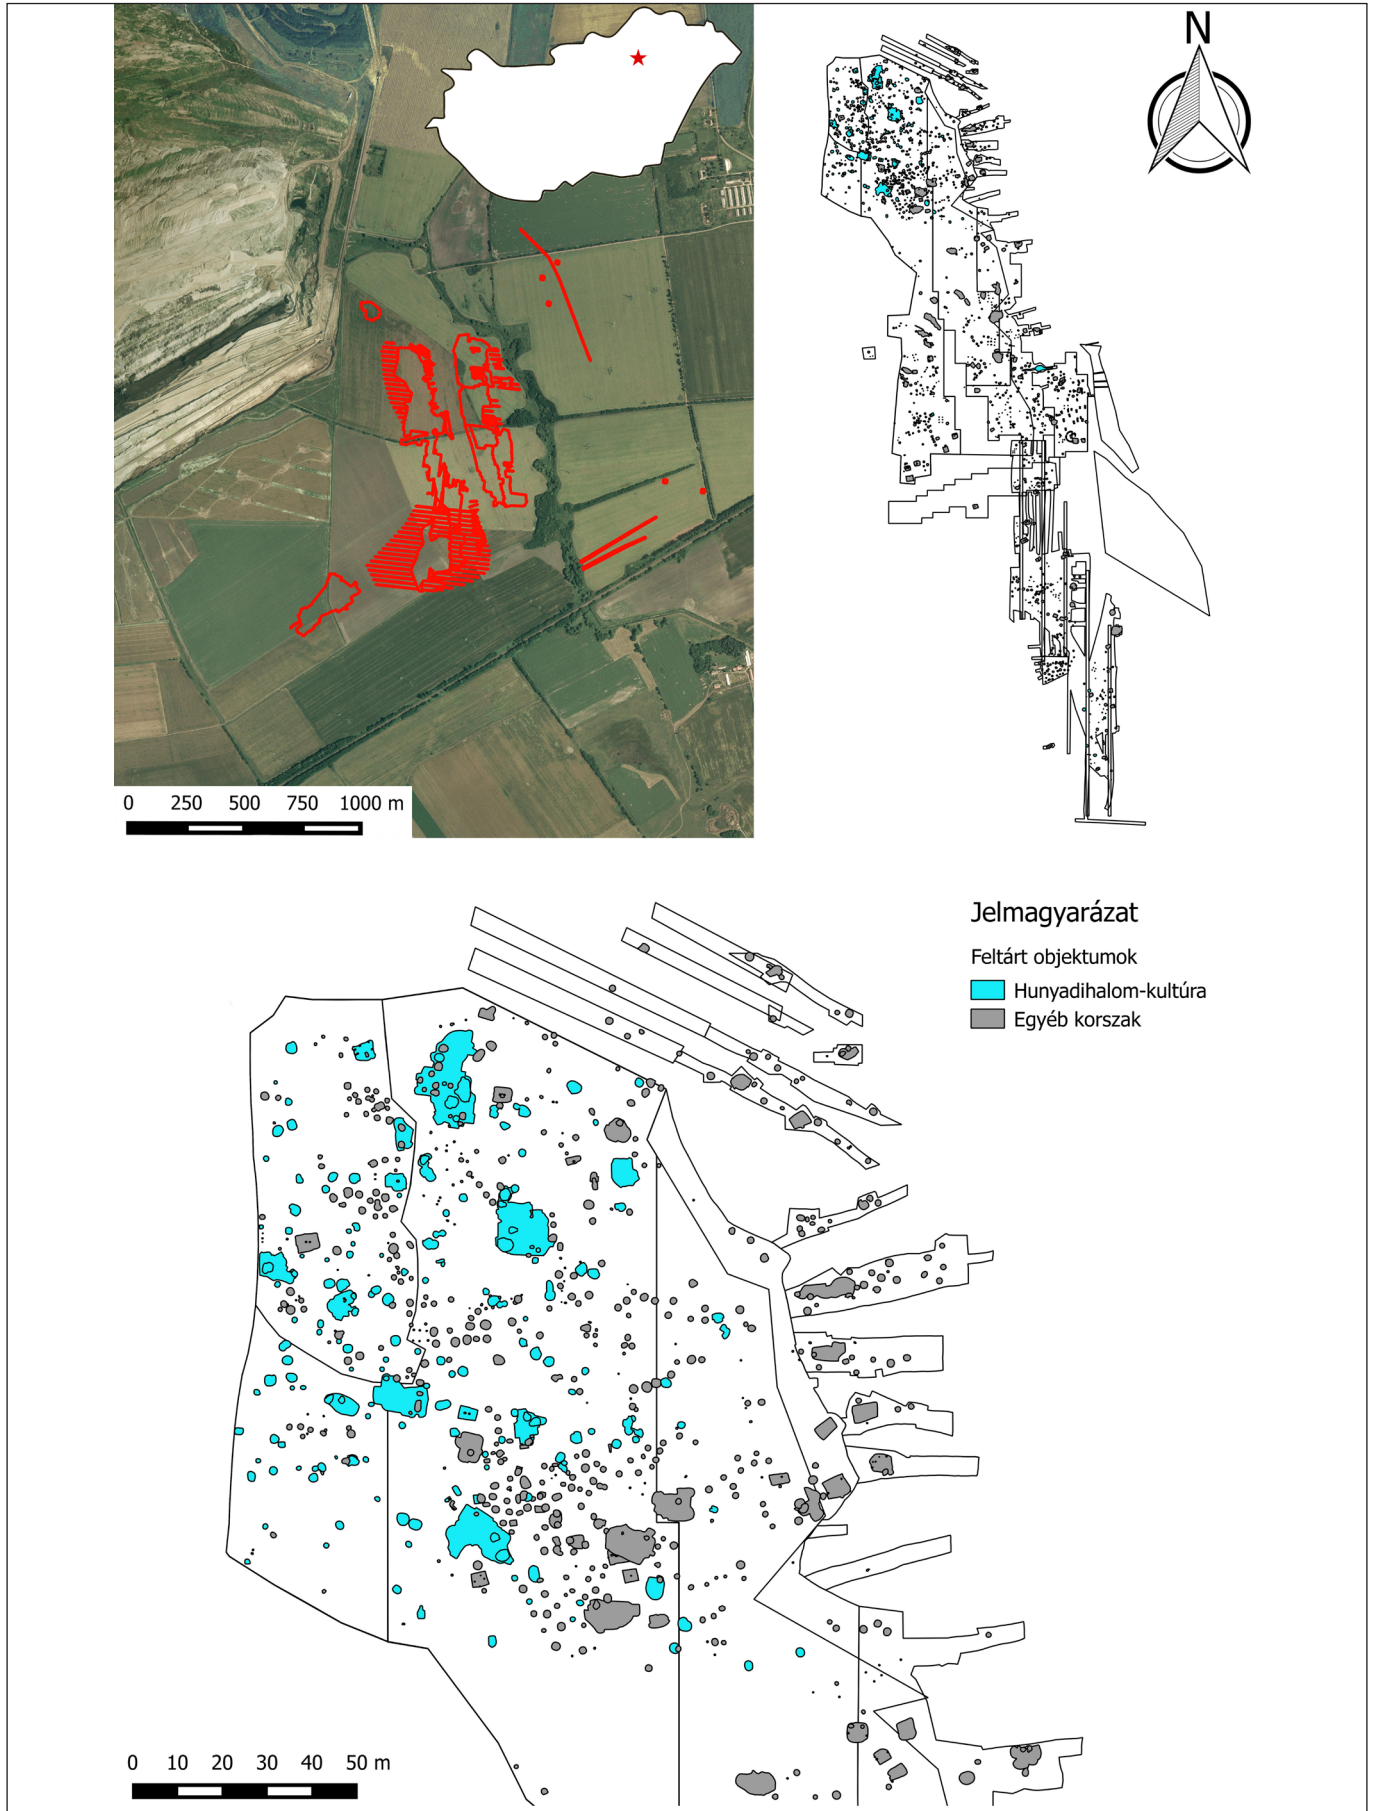 N
0 250 500 750 1000 m
Jelmagyarázat
Feltárt objektumok
Hunyadihalom-kultúra
Egyéb korszak
0 10 20 30 40 50 m